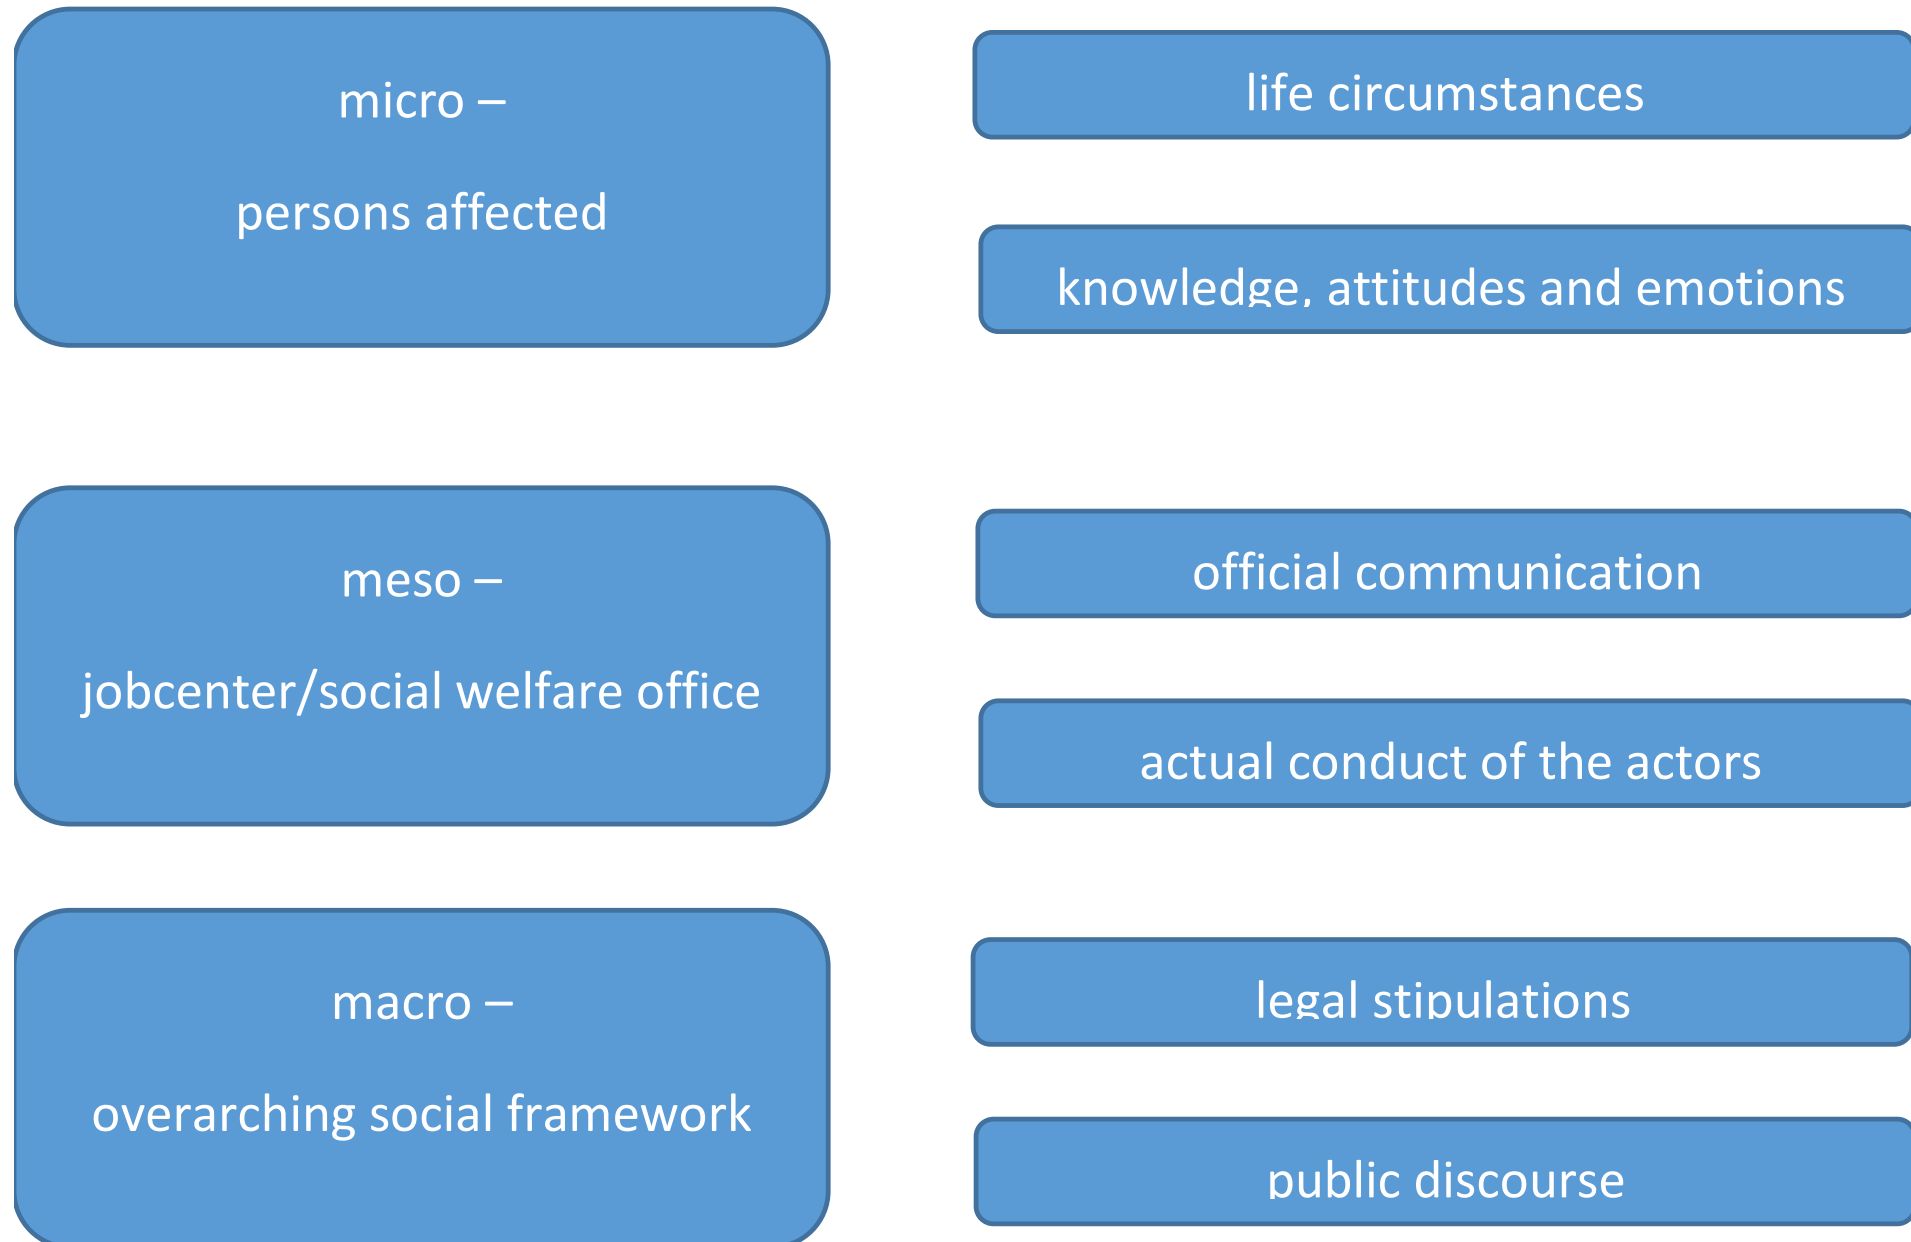 micro –
persons affected
life circumstances
knowledge, attitudes and emotions
meso –
jobcenter/social welfare office
official communication
actual conduct of the actors
macro –
overarching social framework
legal stipulations
public discourse